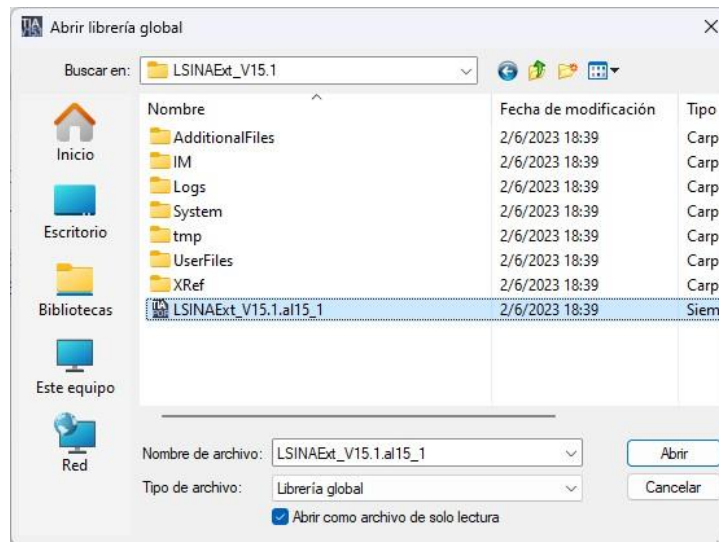 Abrir librería global
Buscar en: LSINAExt_V15.1
Nombre Fecha de modificación Tipo
AdditionalFiles 2/6/2023 18:39 Carp
IM 2/6/2023 18:39 Carp
Logs 2/6/2023 18:39 Carp
System 2/6/2023 18:39 Carp
tmp 2/6/2023 18:39 Carp
UserFiles 2/6/2023 18:39 Carp
XRef 2/6/2023 18:39 Carp
LSINAExt_V15.1.al15_1 2/6/2023 18:39 Siem
Inicio
Escritorio
Bibliotecas
Este equipo
Red
Nombre de archivo: LSINAExt_V15.1.al15_1 Abrir
Tipo de archivo: Librería global Cancelar
Abrir como archivo de solo lectura